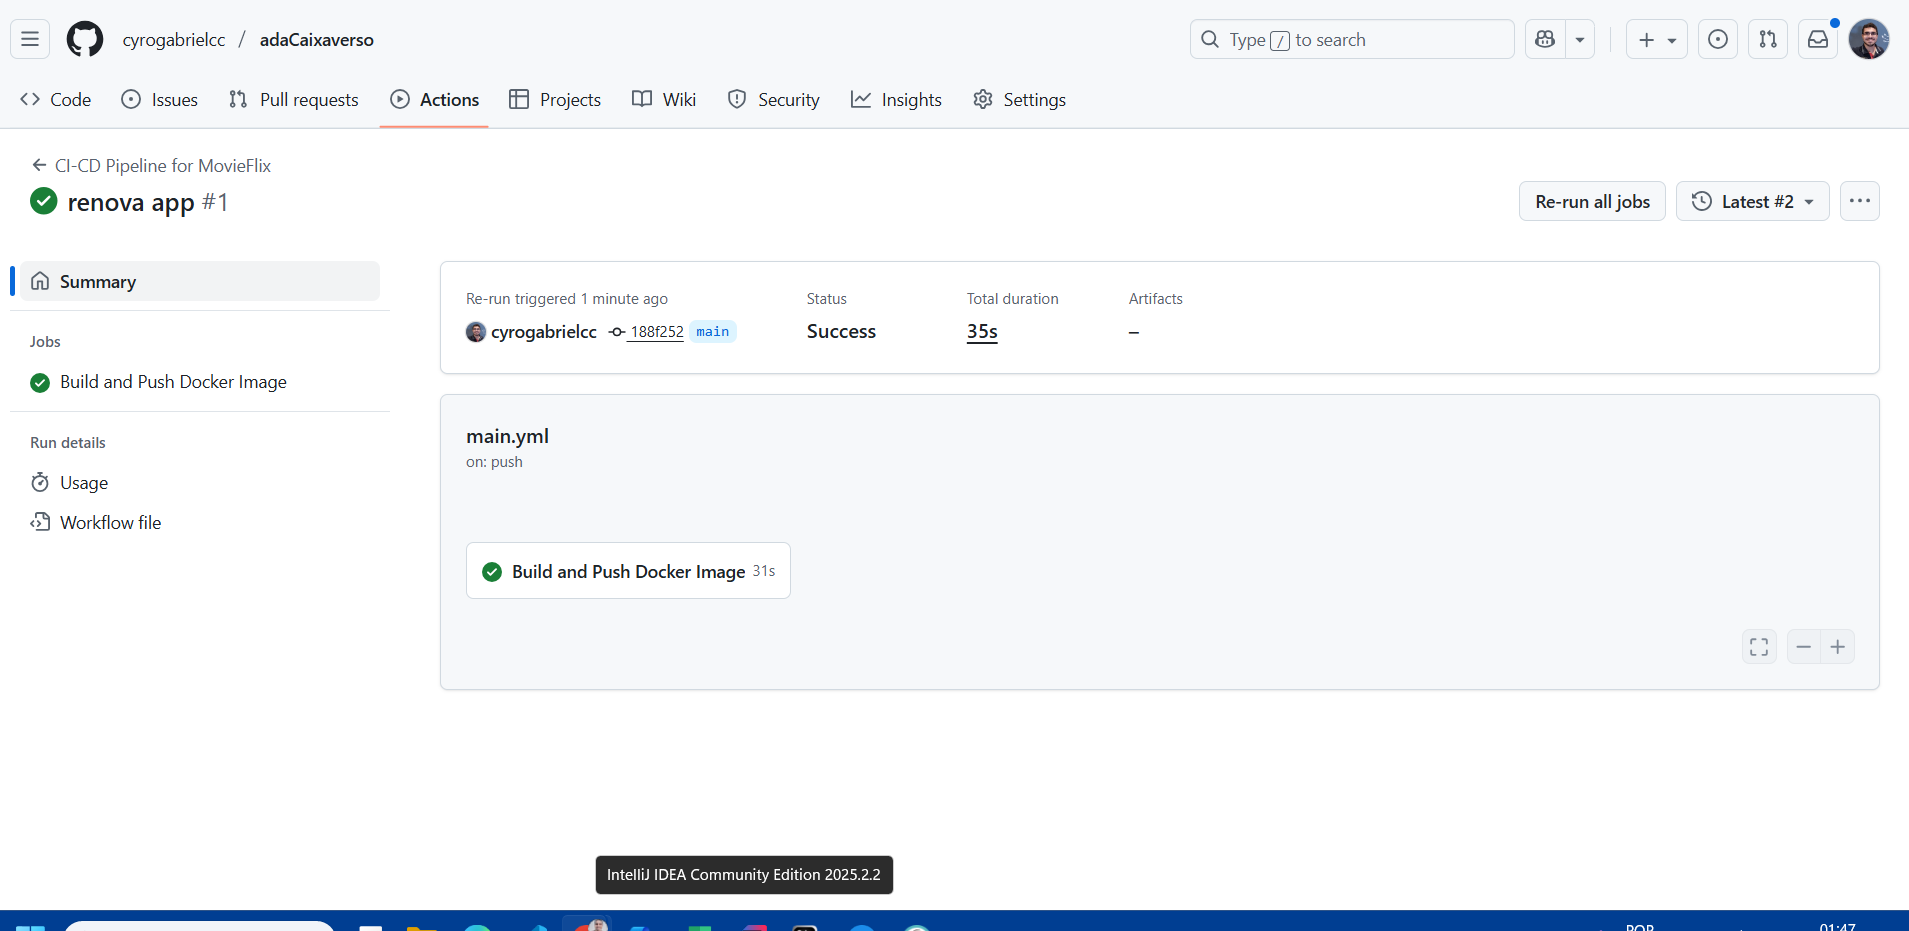 cyrogabrielcc / adaCaixaverso
Type / to search
Code Issues Pull requests Actions Projects Wiki Security Insights Settings
CI-CD Pipeline for MovieFlix
renova app #1
Re-run all jobs
Latest #2
Summary
Jobs
Build and Push Docker Image
Run details
Usage
Workflow file
Re-run triggered 1 minute ago
cyrogabrielcc 188f252 main
Status
Success
Total duration
35s
Artifacts
–
main.yml
on: push
Build and Push Docker Image 31s
IntelliJ IDEA Community Edition 2025.2.2
POR
01:47